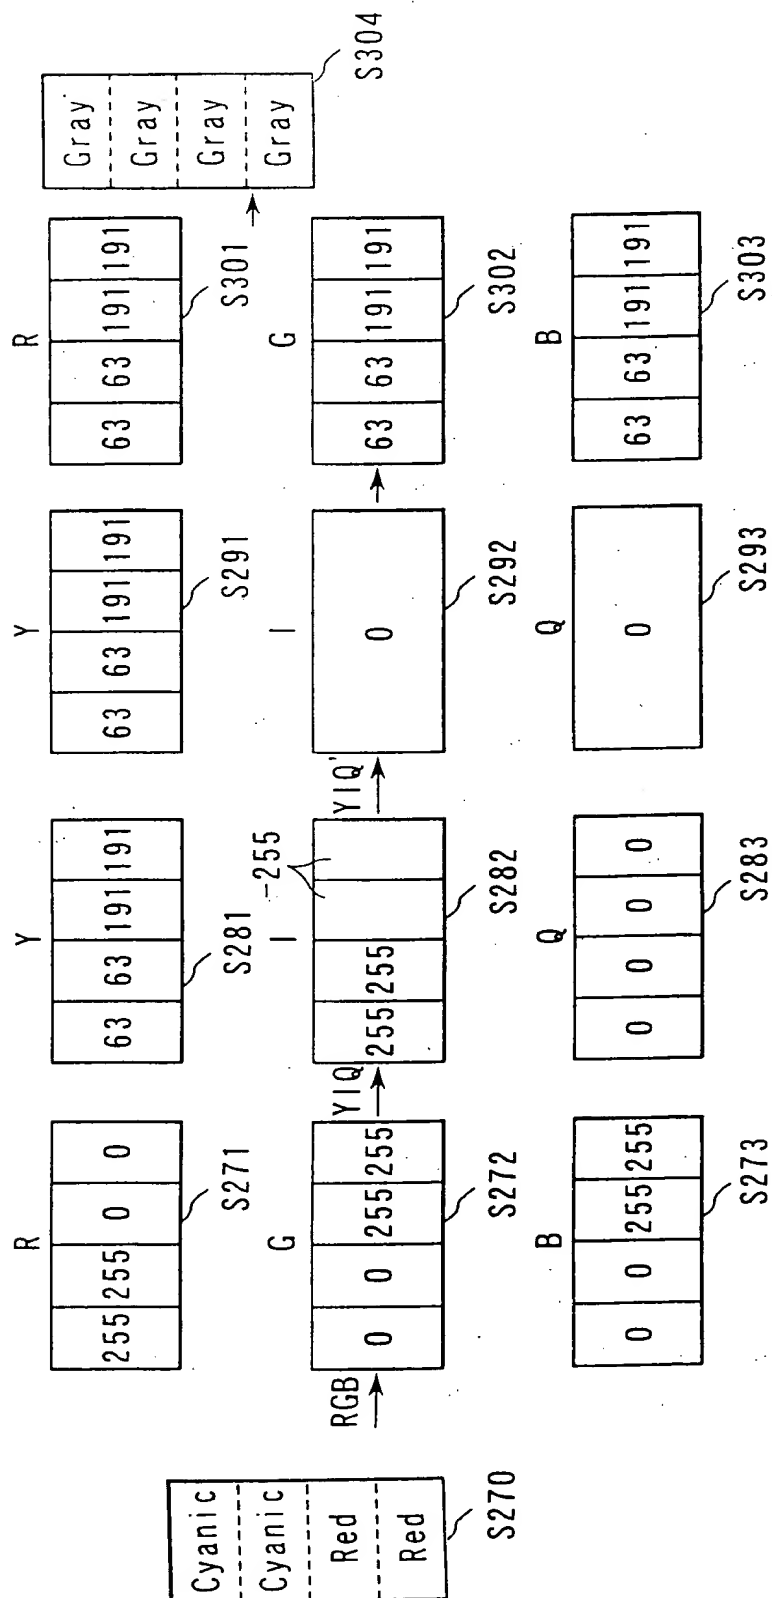 Cyanic
Cyanic
Red
Red
S270
RGB
R
255 255 0 0
S271
G
0 0 255 255
S272
B
0 0 255 255
S273
YIQ
Y
63 63 191 191
S281
I
-255
255 255
S282
Q
0 0 0 0
S283
YIQ'
Y
63 63 191 191
S291
I
0
S292
Q
0
S293
R
63 63 191 191
S301
G
63 63 191 191
S302
B
63 63 191 191
S303
Gray
Gray
Gray
Gray
S304